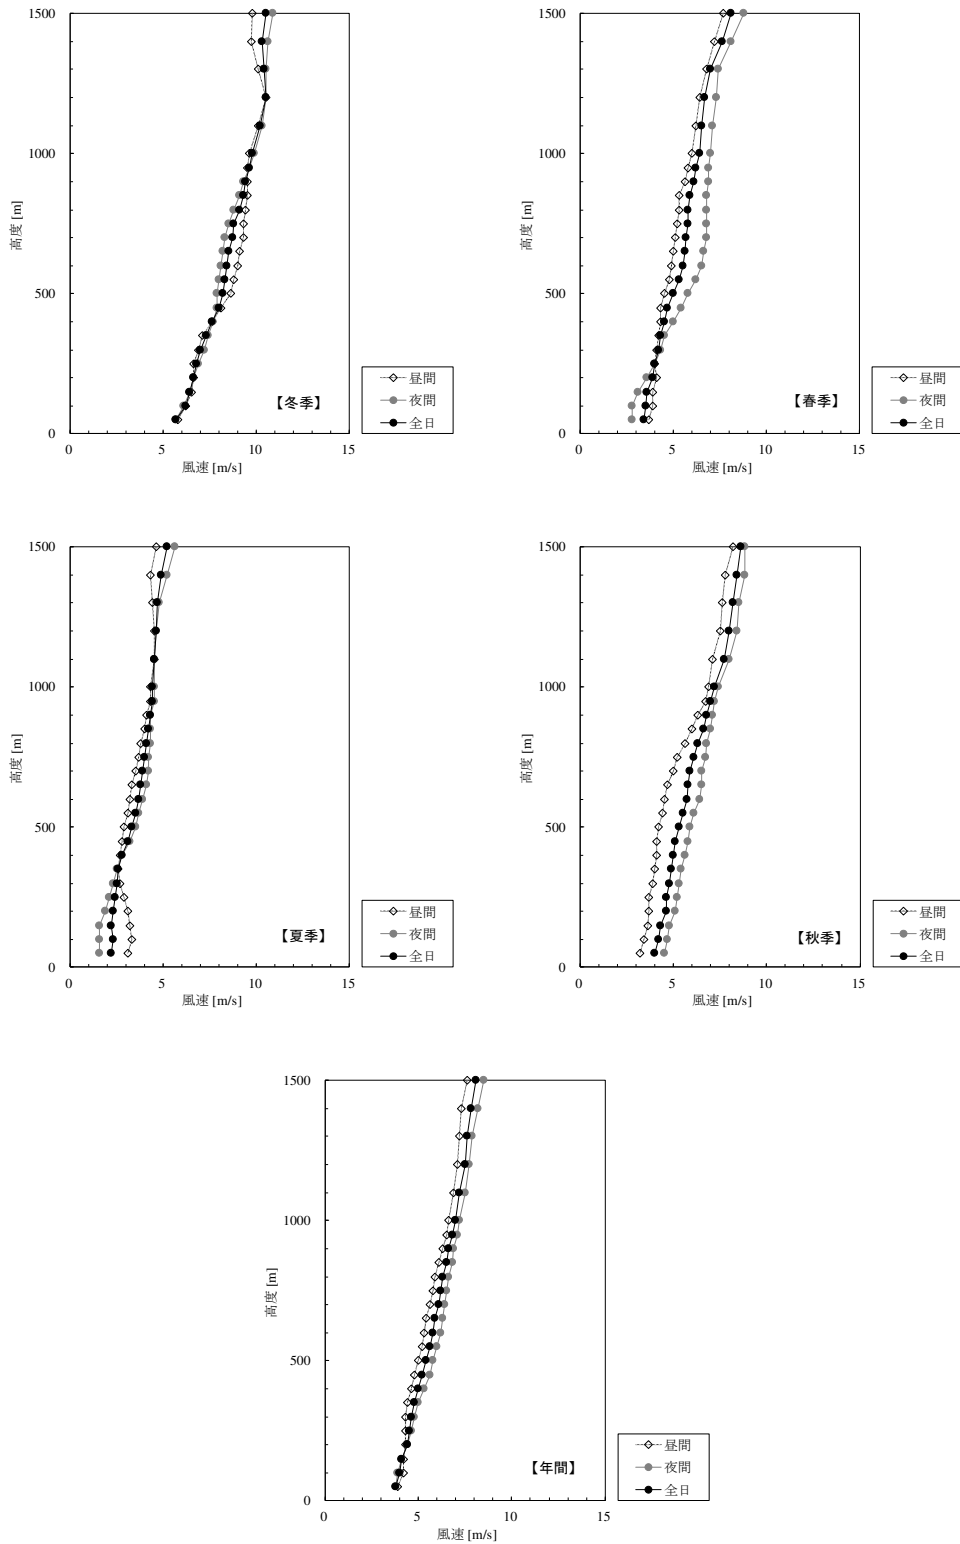 1500
1000
500
0
高度 [m]
0 5 10 15
風速 [m/s]
【冬季】
昼間
夜間
全日
1500
1000
500
0
高度 [m]
0 5 10 15
風速 [m/s]
【春季】
昼間
夜間
全日
1500
1000
500
0
高度 [m]
0 5 10 15
風速 [m/s]
【夏季】
昼間
夜間
全日
1500
1000
500
0
高度 [m]
0 5 10 15
風速 [m/s]
【秋季】
昼間
夜間
全日
1500
1000
500
0
高度 [m]
0 5 10 15
風速 [m/s]
【年間】
昼間
夜間
全日